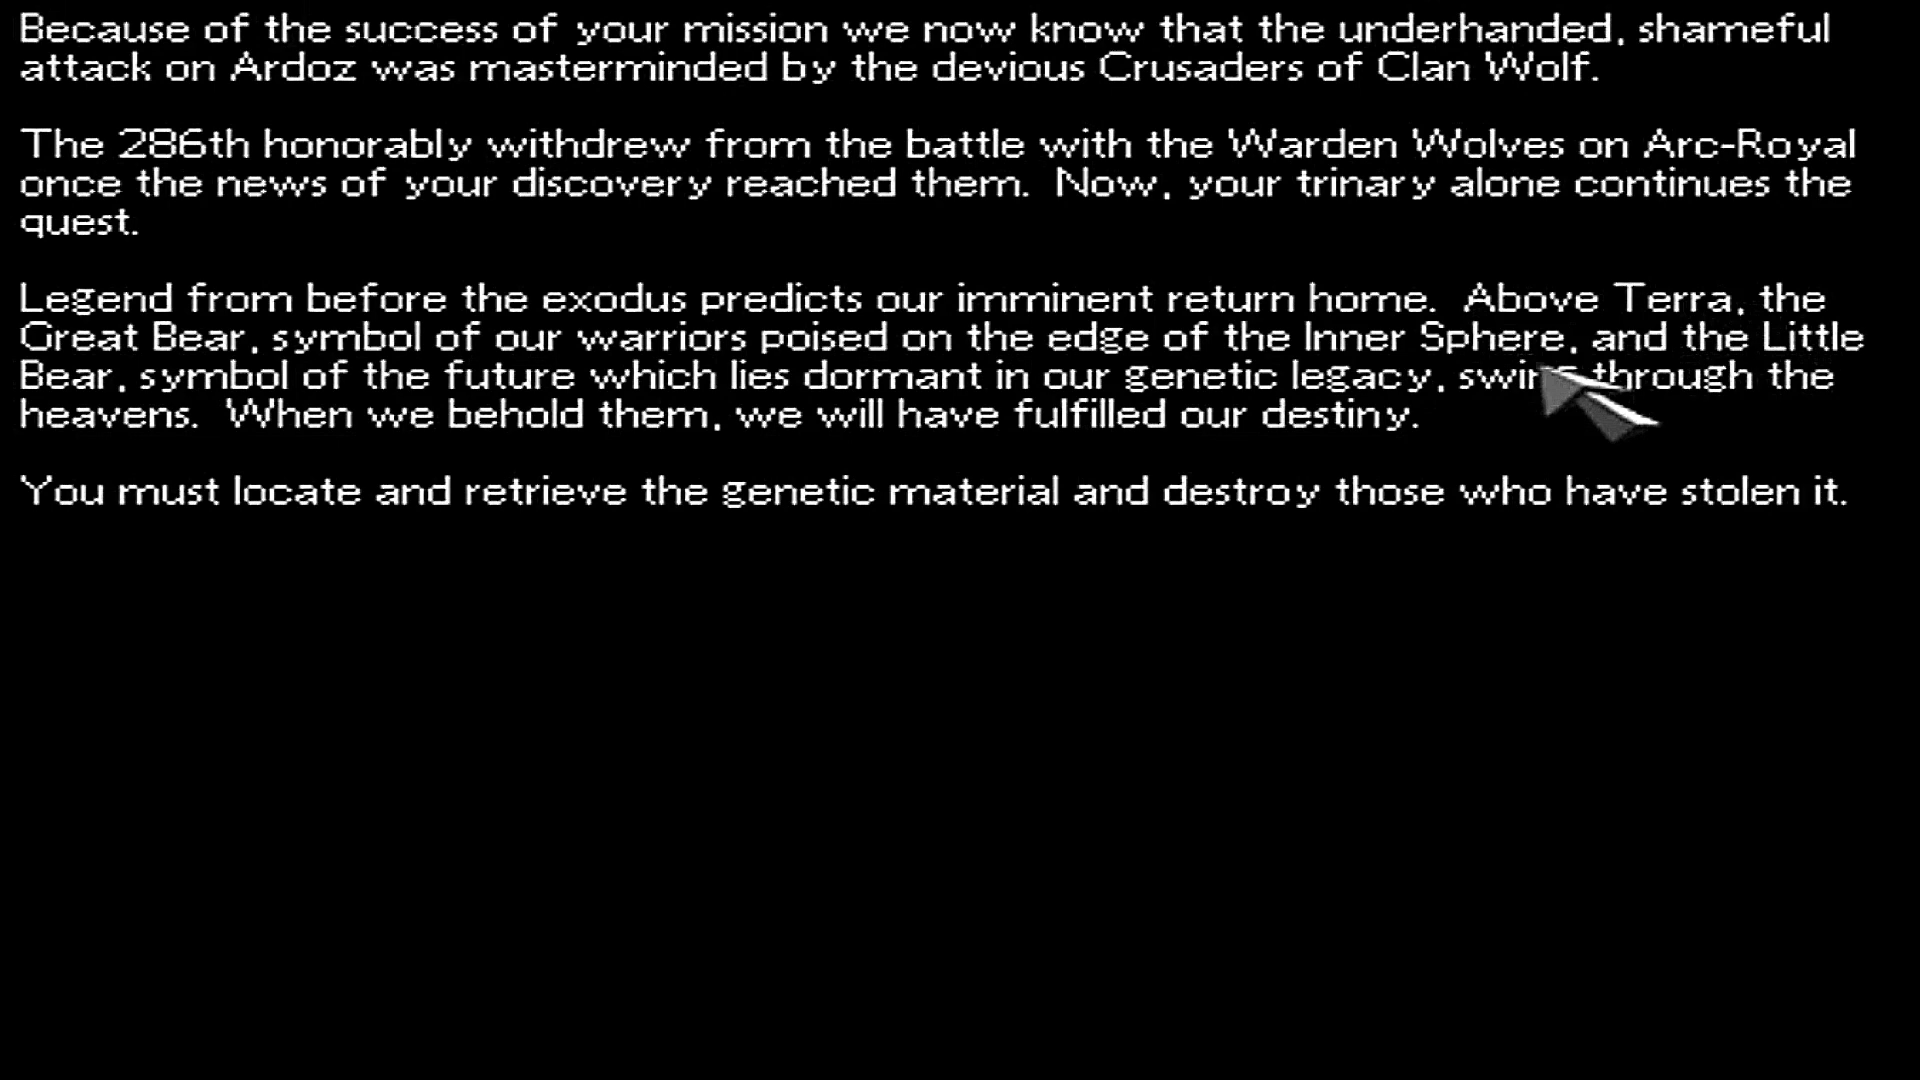 Because of the success of your mission we now know that the underhanded, shameful
attack on Ardoz was masterminded by the devious Crusaders of Clan Wolf.
The 286th honorably withdrew from the battle with the Warden Wolves on Arc-Royal
once the news of your discovery reached them. Now, your trinary alone continues the
quest.
Legend from before the exodus predicts our imminent return home. Above Terra, the
Great Bear, symbol of our warriors poised on the edge of the Inner Sphere, and the Little
Bear, symbol of the future which lies dormant in our genetic legacy, swing through the
heavens. When we behold them, we will have fulfilled our destiny.
You must locate and retrieve the genetic material and destroy those who have stolen it.